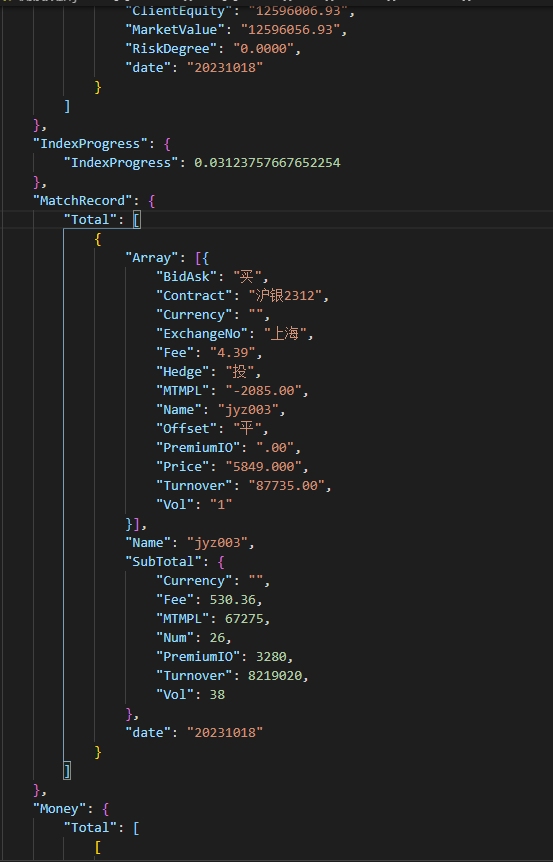 "ClientEquity": "12596006.93",
"MarketValue": "12596056.93",
"RiskDegree": "0.0000",
"date": "20231018"
}
]
},
"IndexProgress": {
"IndexProgress": 0.03123757667652254
},
"MatchRecord": {
"Total": [
{
"Array": [{
"BidAsk": "买",
"Contract": "沪银2312",
"Currency": "",
"ExchangeNo": "上海",
"Fee": "4.39",
"Hedge": "投",
"MTMPL": "-2085.00",
"Name": "jyz003",
"Offset": "平",
"PremiumIO": ".00",
"Price": "5849.000",
"Turnover": "87735.00",
"Vol": "1"
}],
"Name": "jyz003",
"SubTotal": {
"Currency": "",
"Fee": 530.36,
"MTMPL": 67275,
"Num": 26,
"PremiumIO": 3280,
"Turnover": 8219020,
"Vol": 38
},
"date": "20231018"
}
]
},
"Money": {
"Total": [
[